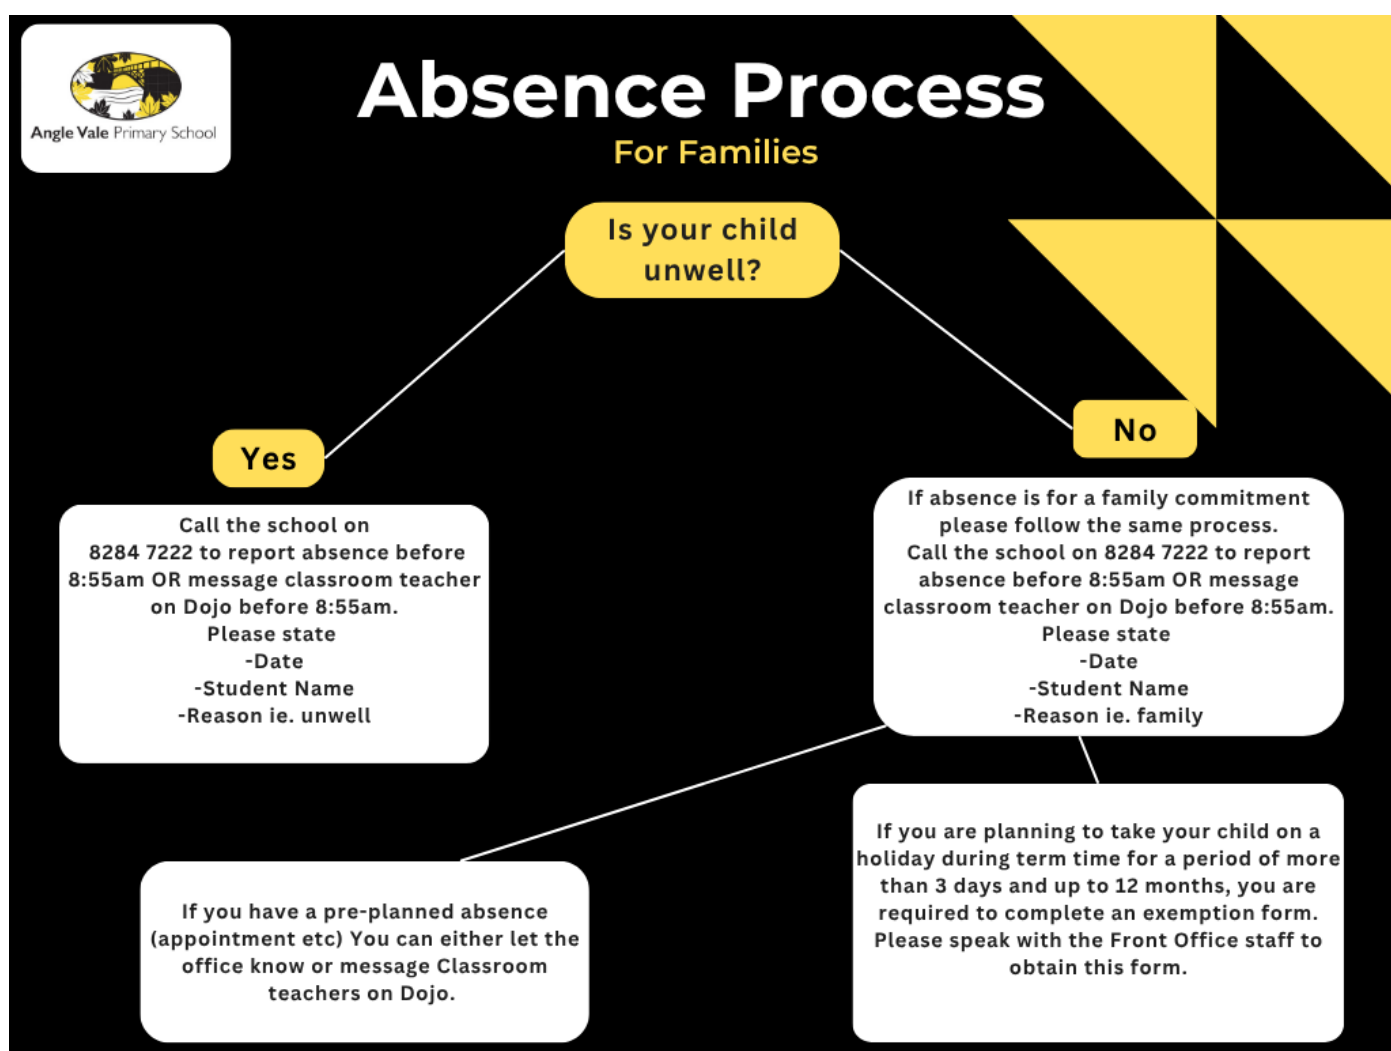 Angle Vale Primary School
Absence Process
For Families
Is your child
unwell?
Yes
Call the school on
8284 7222 to report absence before
8:55am OR message classroom teacher
on Dojo before 8:55am.
Please state
-Date
-Student Name
-Reason ie. unwell
No
If absence is for a family commitment
please follow the same process.
Call the school on 8284 7222 to report
absence before 8:55am OR message
classroom teacher on Dojo before 8:55am.
Please state
-Date
-Student Name
-Reason ie. family
If you have a pre-planned absence
(appointment etc) You can either let the
office know or message Classroom
teachers on Dojo.
If you are planning to take your child on a
holiday during term time for a period of more
than 3 days and up to 12 months, you are
required to complete an exemption form.
Please speak with the Front Office staff to
obtain this form.